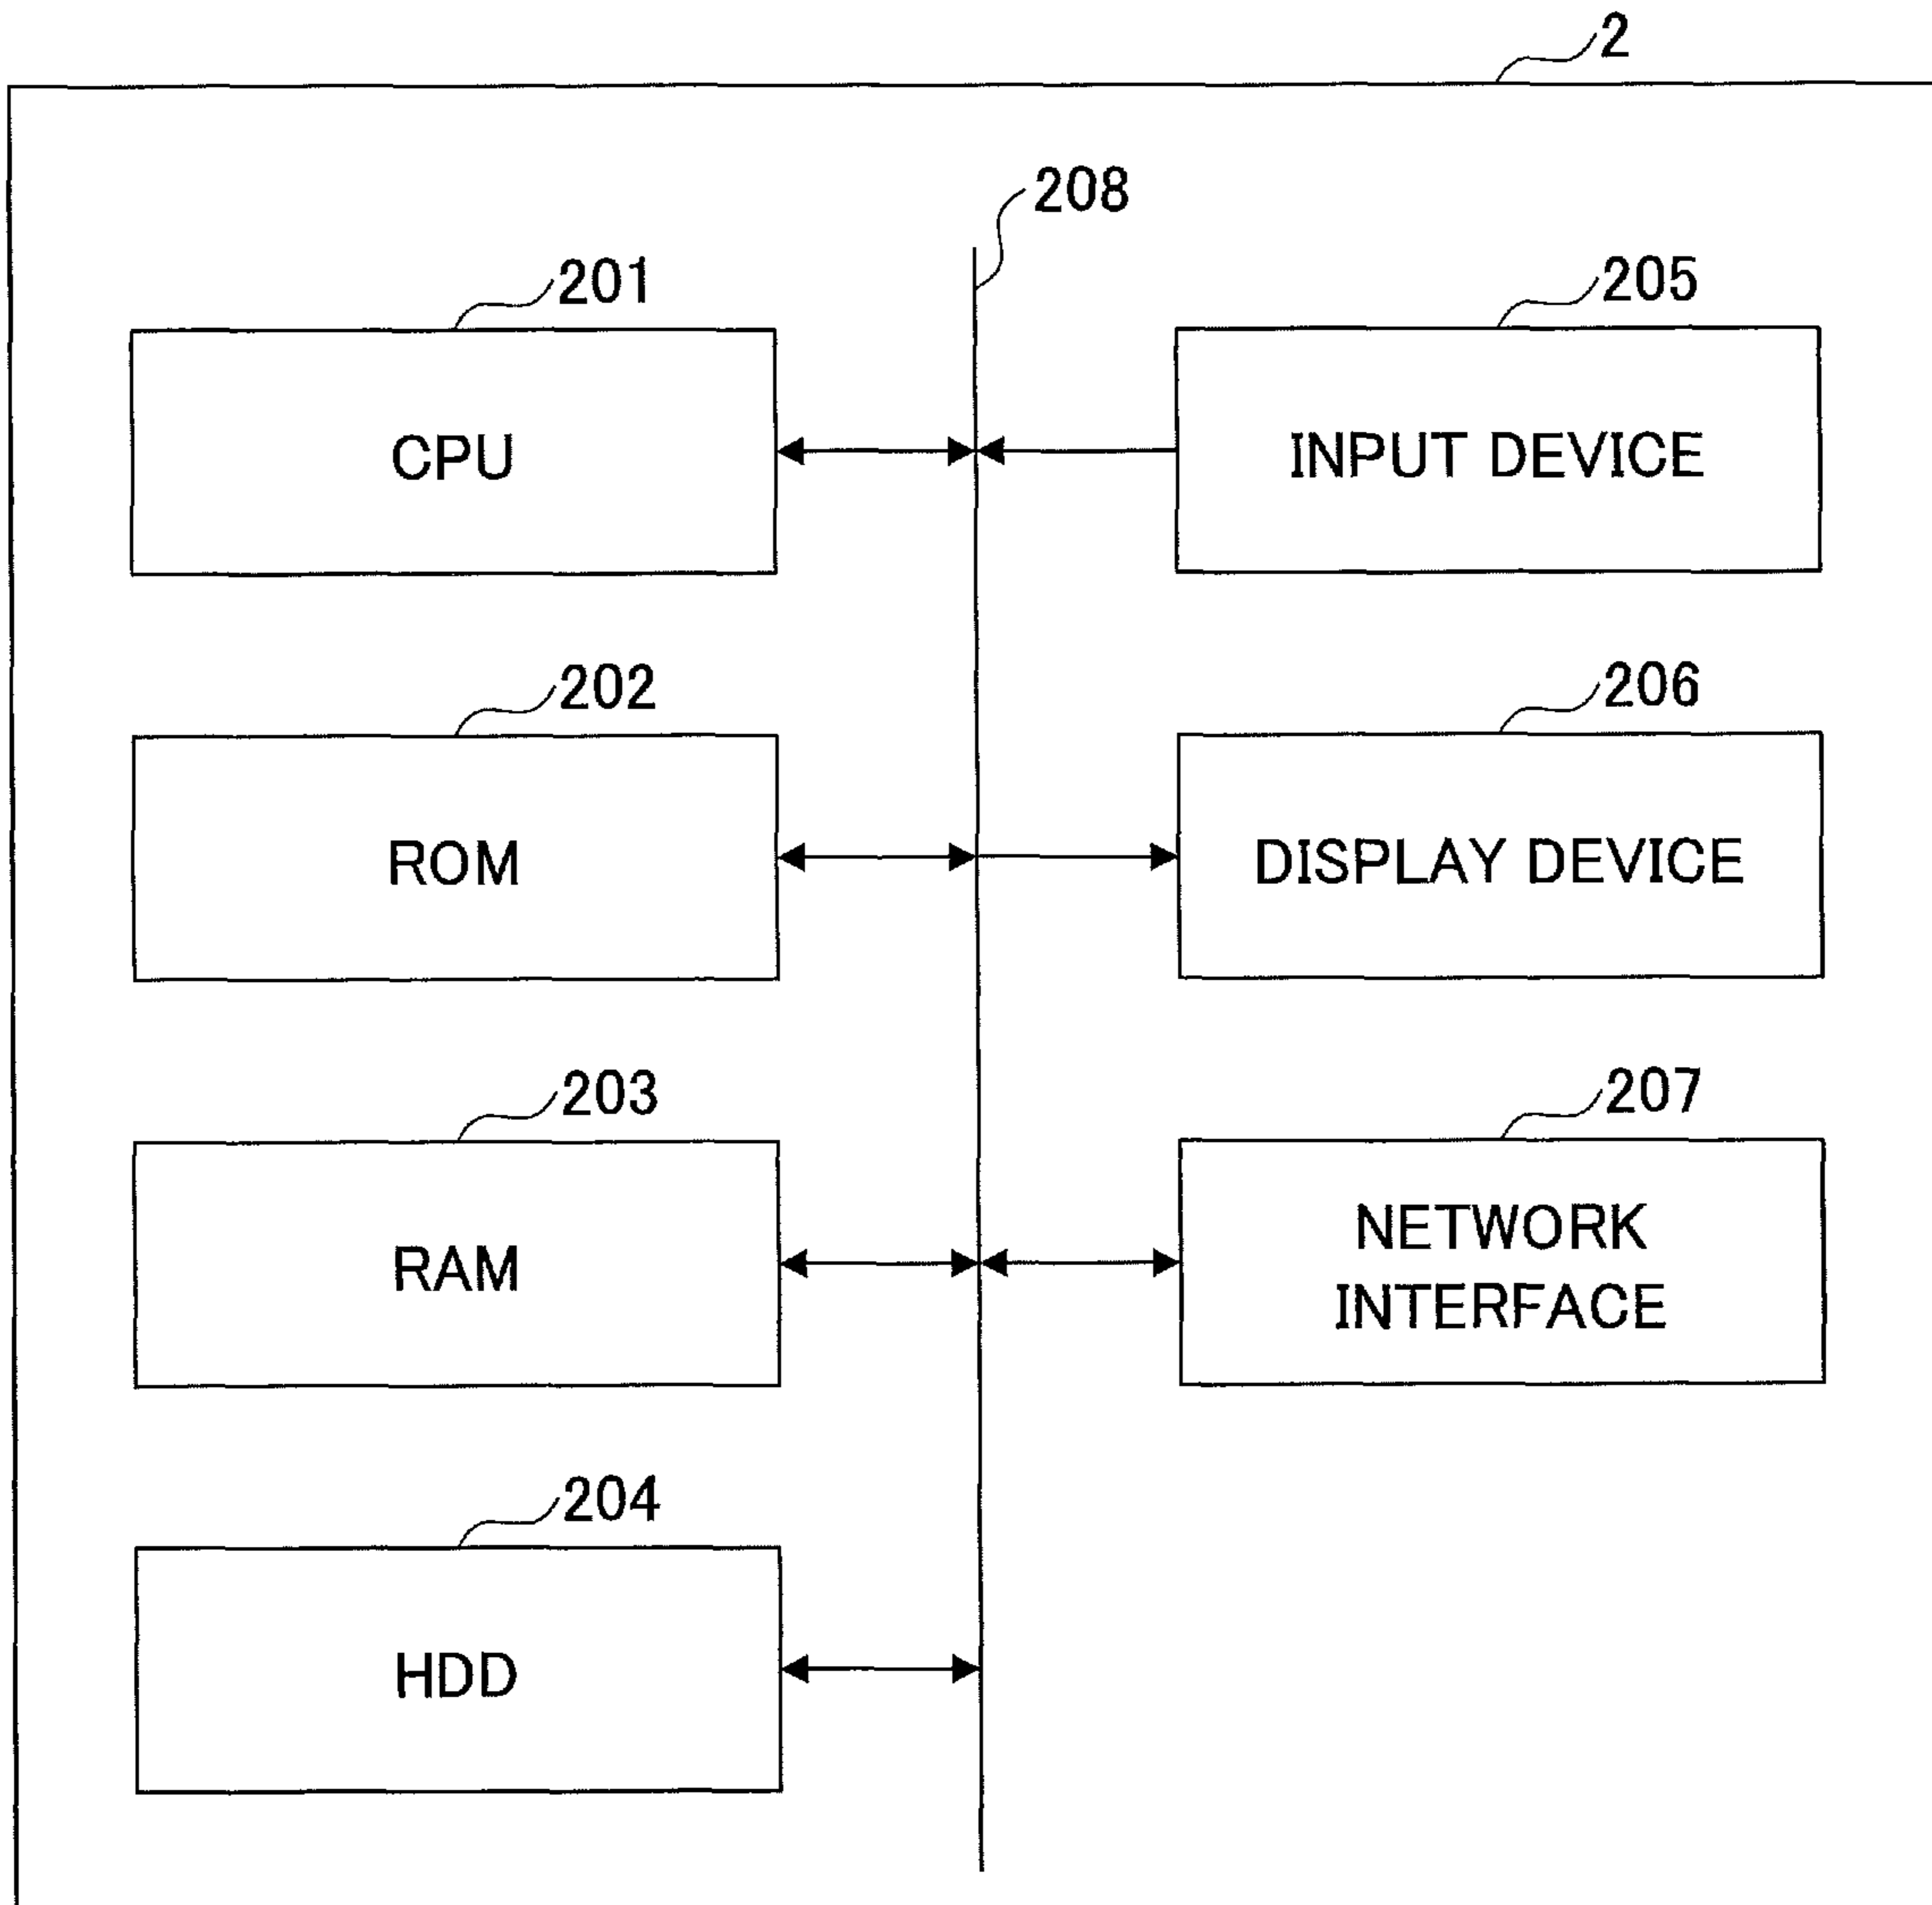 2
208
201
CPU
205
INPUT DEVICE
202
ROM
206
DISPLAY DEVICE
203
RAM
207
NETWORK
INTERFACE
204
HDD